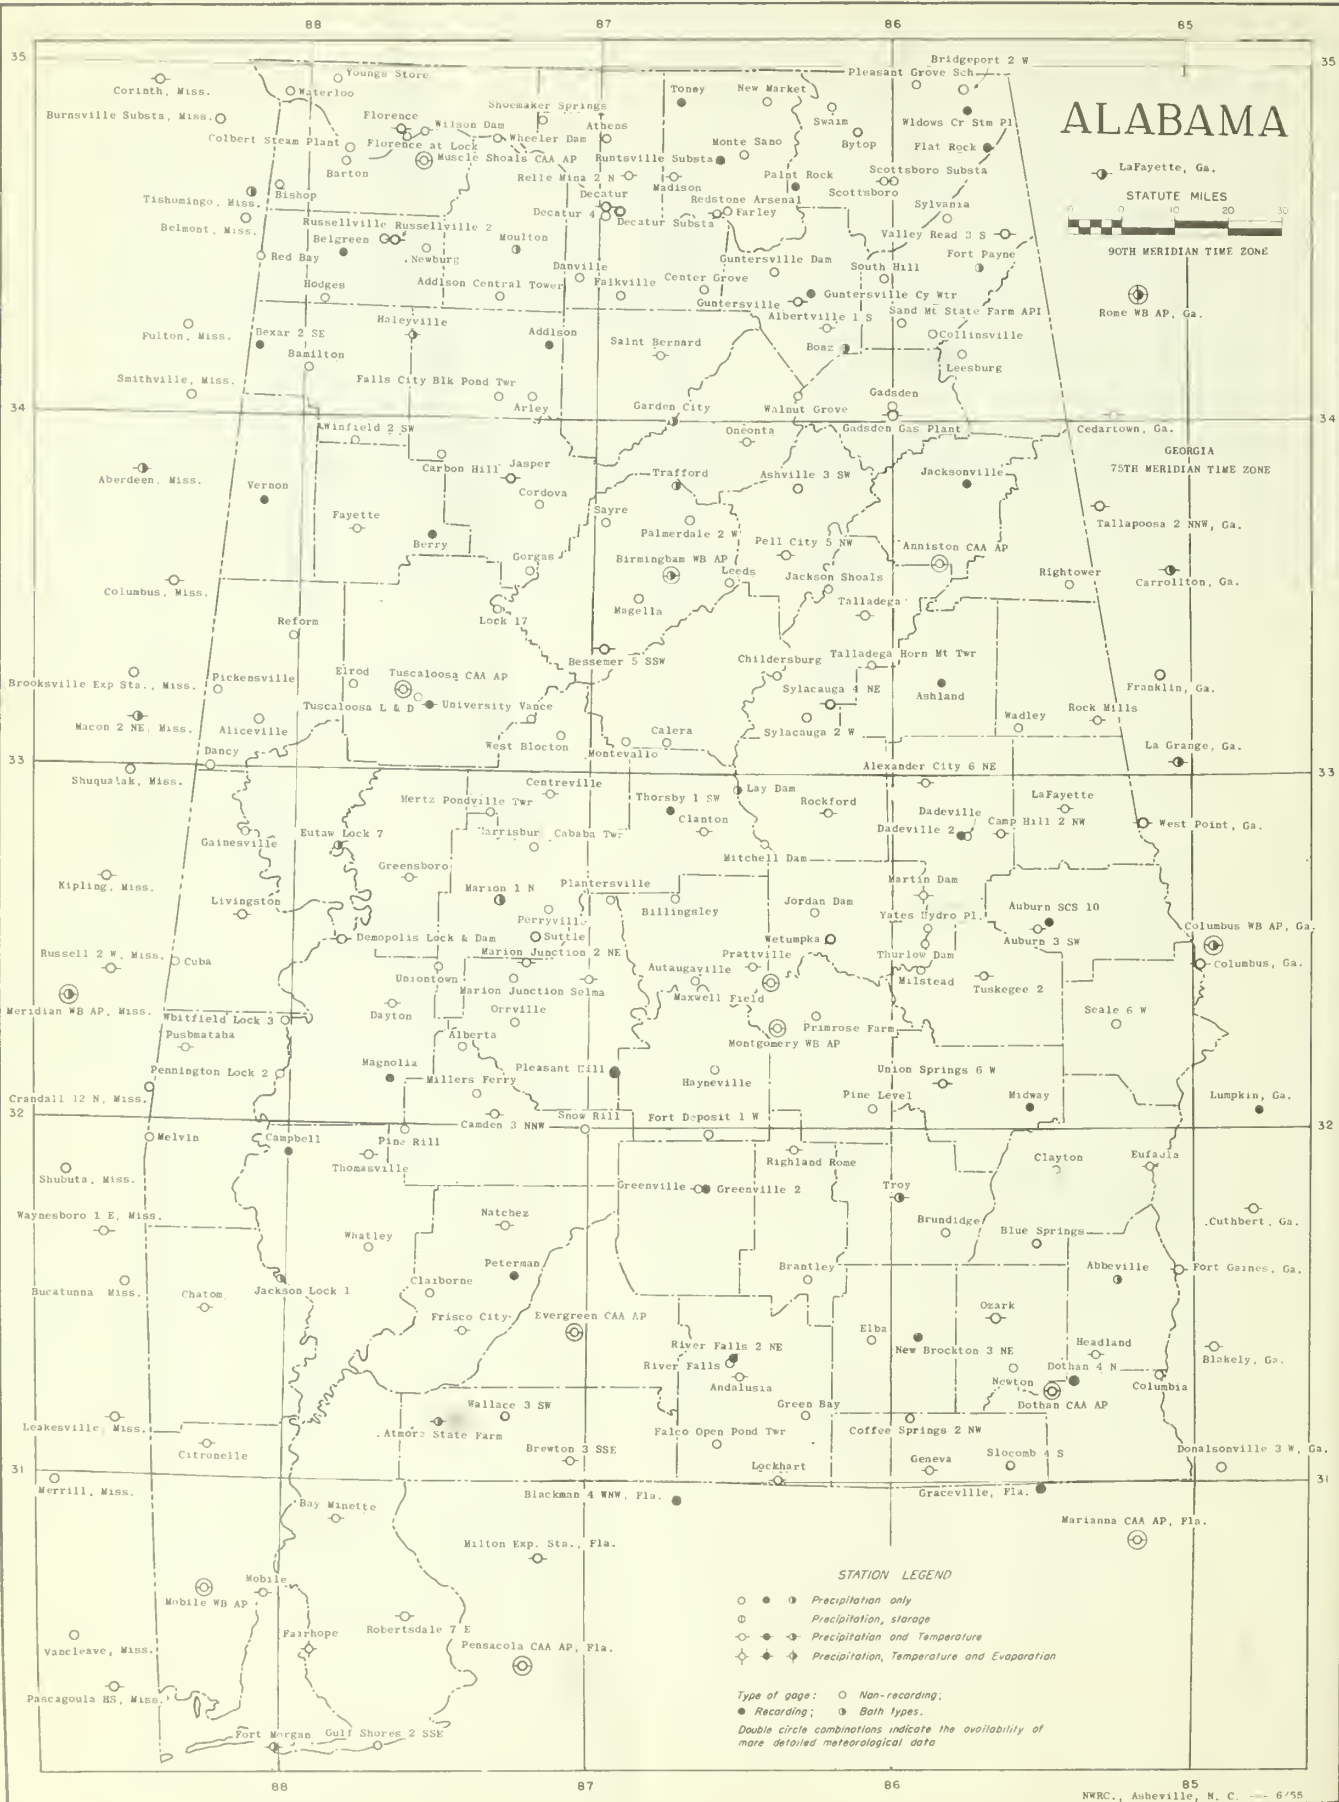 88 87 86 85
35 35
Bridgeport 2 W
Youngs Store
Pleasant Grove Sch
Corinth, Miss.
Waterloo
Toney
New Market
ALABAMA
Shoemaker Springs
Burnsville Substa, Miss.
Florence
Wilson Dam
Athens
Swaim
Widows Cr Stm Pl
Colbert Steam Plant
Florence at Lock
Wheeler Dam
Monte Sano
Bytop
Flat Rock
Muscle Shoals CAA AP
Runtsville Substa
LaFayette, Ga.
Barton
Relle Mina 2 N
Madison
Paint Rock
Scottsboro Substa
Scottsboro
STATUTE MILES
Tishomingo, Miss.
Bishop
Decatur
Redstone Arsenal
Sylvania
10 0 10 20 30
Decatur 4
Decatur Substa
Farley
Belmont, Miss.
Russellville
Russellville 2
Valley Read 3 S
Belgreen
Newburg
Moulton
90TH MERIDIAN TIME ZONE
Red Bay
Danville
Guntersville Dam
South Hill
Fort Payne
Hodges
Addison Central Tower
Falkville
Center Grove
Guntersville
Guntersville Cy Wtr
Rome WB AP, Ga.
Fulton, Miss.
Bexar 2 SE
Haleyville
Addison
Albertville 1 S
Sand Mt State Farm API
Saint Bernard
Boaz
Collinsville
Bamilton
Leesburg
Smithville, Miss.
Falls City Blk Pond Twr
Arley
Garden City
Walnut Grove
Gadsden
34 34
Winfield 2 SW
Oneonta
Gadsden Gas Plant
Cedartown, Ga.
GEORGIA
75TH MERIDIAN TIME ZONE
Aberdeen, Miss.
Vernon
Carbon Hill
Jasper
Trafford
Ashville 3 SW
Jacksonville
Cordova
Fayette
Sayre
Palmerdale 2 W
Tallapoosa 2 NNW, Ga.
Berry
Gorgas
Birmingbam WB AP
Pell City 5 NW
Anniston CAA AP
Leeds
Jackson Shoals
Rightower
Carrollton, Ga.
Columbus, Miss.
Magella
Talladega
Reform
Lock 17
Bessemer 5 SSW
Childersburg
Talladega Horn Mt Twr
Brooksville Exp Sta., Miss.
Pickensville
Elrod
Tuscaloosa CAA AP
Sylacauga 4 NE
Ashland
Franklin, Ga.
Tuscaloosa L & D
University
Vance
Macon 2 NE, Miss.
Aliceville
West Blocton
Calera
Sylacauga 2 W
Wadley
Rock Mills
Dancy
Montevallo
La Grange, Ga.
33 33
Shuqualak, Miss.
Centreville
Alexander City 6 NE
Mertz Pondville Twr
Thorsby 1 SW
Lay Dam
Rockford
LaFayette
Clanton
Dadeville
Camp Hill 2 NW
Gainesville
Eutaw Lock 7
Cababa Twr
Dadeville 2
West Point, Ga.
Mitchell Dam
Kipling, Miss.
Greensboro
Marion 1 N
Plantersville
Martin Dam
Livingston
Perryville
Billingsley
Jordan Dam
Yates Hydro Pl.
Auburn SCS 10
Columbus WB AP, Ga.
Demopolis Lock & Dam
Suttle
Wetumpka
Auburn 3 SW
Russell 2 W, Miss.
Cuba
Marion Junction 2 NE
Prattville
Thurlow Dam
Columbus, Ga.
Uniontown
Marion Junction
Selma
Autaugaville
Milstead
Tuskegee 2
Meridian WB AP, Miss.
Dayton
Orrville
Maxwell Field
Seale 6 W
Wbitfield Lock 3
Primrose Farm
Pusbmataha
Alberta
Montgomery WB AP
Pennington Lock 2
Magnolia
Millers Ferry
Pleasant Hill
Hayneville
Union Springs 6 W
Crandall 12 N, Miss.
Pine Level
Midway
Lumpkin, Ga.
32 32
Camden 3 NNW
Snow Rill
Fort Deposit 1 W
Melvin
Campbell
Pine Rill
Richland Rome
Clayton
Eufaula
Shubuta, Miss.
Thomasville
Greenville
Greenville 2
Troy
Waynesboro 1 E, Miss.
Natchez
Brundidge
Blue Springs
Cuthbert, Ga.
Whatley
Peterman
Brantley
Abbeville
Fort Gaines, Ga.
Bucatunna Miss.
Chatom
Jackson Lock 1
Claiborne
Frisco City
Evergreen CAA AP
Ozark
River Falls 2 NE
Elba
New Brockton 3 NE
Headland
Blakely, Ga.
River Falls
Newton
Dothan 4 N
Andalusia
Columbia
Wallace 3 SW
Green Bay
Dothan CAA AP
Leakesville, Miss.
Atmore State Farm
Falco Open Pond Twr
Coffee Springs 2 NW
Citronelle
Brewton 3 SSE
Slocomb 4 S
Donalsonville 3 W, Ga.
31 31
Lockhart
Geneva
Merrill, Miss.
Blackman 4 WNW, Fla.
Graceville, Fla.
Bay Minette
Marianna CAA AP, Fla.
Milton Exp. Sta., Fla.
Mobile
Mobile WB AP
Robertsdale 7 E
Fairhope
Vancleave, Miss.
Pensacola CAA AP, Fla.
Pascagoula HS, Miss.
Fort Morgan
Gulf Shores 2 SSE
STATION LEGEND
Precipitation only
Precipitation, storage
Precipitation and Temperature
Precipitation, Temperature and Evaporation
Type of gage: Non-recording;
Recording; Both types.
Double circle combinations indicate the availability of
more detailed meteorological data
88 87 86 85
NWRC., Asheville, N. C. --- 6/55